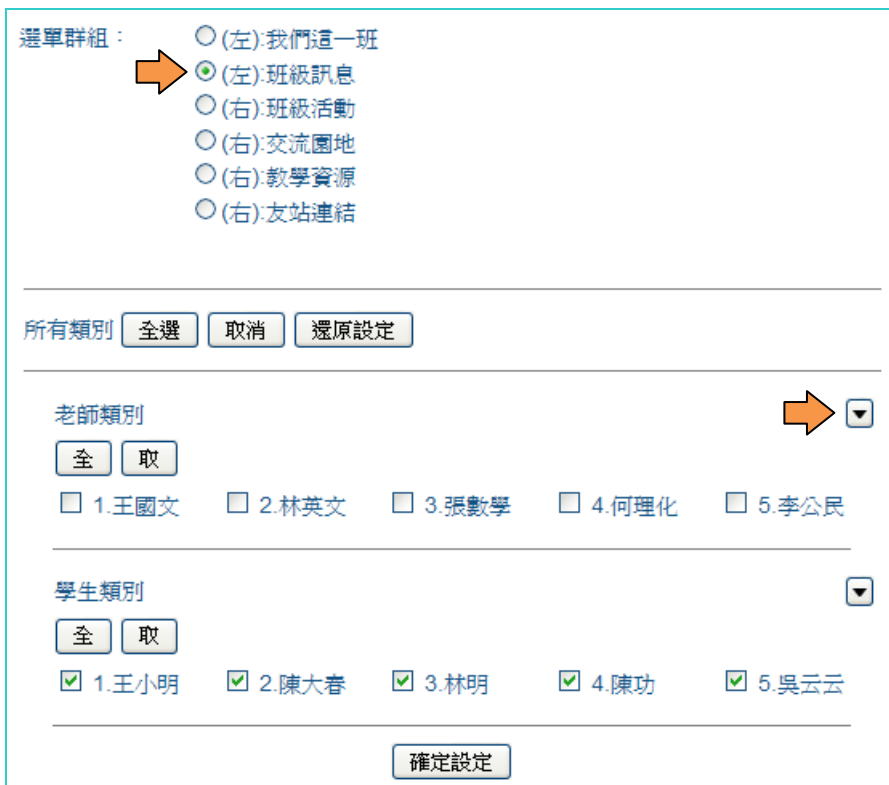 選單群組：
(左):我們這一班
(左):班級訊息
(右):班級活動
(右):交流園地
(右):教學資源
(右):友站連結
所有類別 全選 取消 還原設定
老師類別
全 取
1.王國文 2.林英文 3.張數學 4.何理化 5.李公民
學生類別
全 取
1.王小明 2.陳大春 3.林明 4.陳功 5.吳云云
確定設定